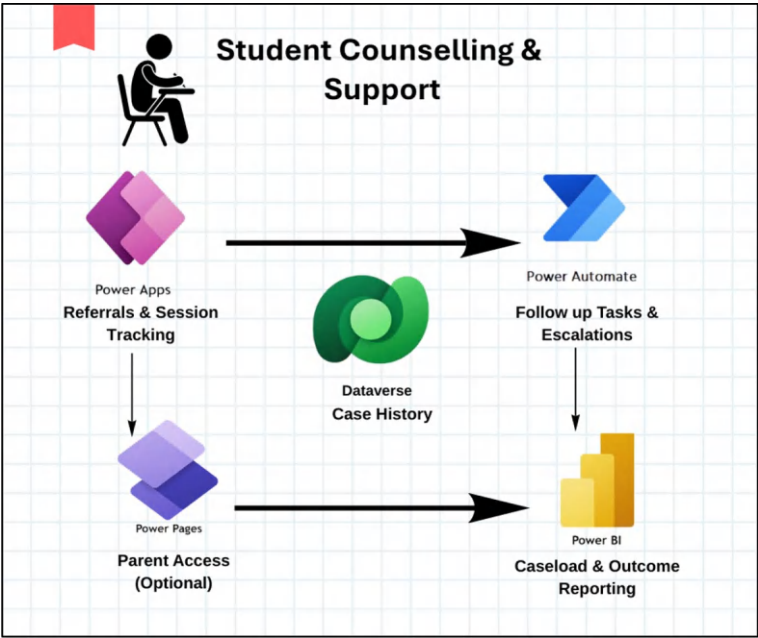 Student Counselling &
Support
Power Apps
Referrals & Session
Tracking
Power Automate
Follow up Tasks &
Escalations
Dataverse
Case History
Power Pages
Parent Access
(Optional)
Power BI
Caseload & Outcome
Reporting